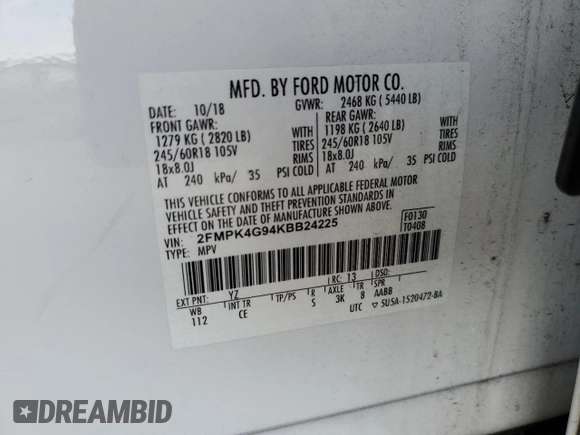 MFD. BY FORD MOTOR CO.
DATE: 10/18 GVWR: 2468 KG ( 5440 LB)
FRONT GAWR: REAR GAWR:
1279 KG ( 2820 LB) WITH 1198 KG ( 2640 LB) WITH
245/60R18 105V TIRES 245/60R18 105V TIRES
18x8.0J RIMS 18x8.0J RIMS
AT 240 kPa/ 35 PSI COLD AT 240 kPa/ 35 PSI COLD
THIS VEHICLE CONFORMS TO ALL APPLICABLE FEDERAL MOTOR
VEHICLE SAFETY AND THEFT PREVENTION STANDARDS IN
EFFECT ON THE DATE OF MANUFACTURE SHOWN ABOVE.
VIN: 2FMPK4G94KBB24225 F0130
TYPE: MPV T0408
EXT PNT: YZ RC: 13 DSO:
WB INT TR TP/PS R AXLE TR SPR
112 CE S 3K 8 AABB
UTC ▽ 5U5A-1520472-BA
DREAMBID